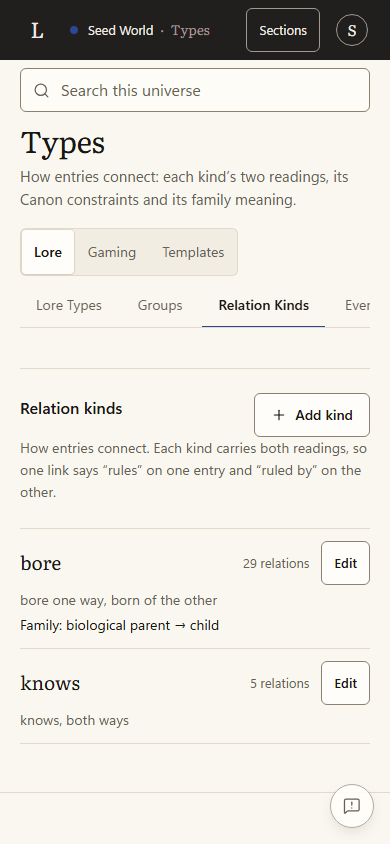 L
Seed World · Types
Sections
S
Search this universe
Types
How entries connect: each kind’s two readings, its
Canon constraints and its family meaning.
Lore
Gaming
Templates
Lore Types
Groups
Relation Kinds
Even
Relation kinds
+ Add kind
How entries connect. Each kind carries both readings, so
one link says “rules” on one entry and “ruled by” on the
other.
bore
29 relations
Edit
bore one way, born of the other
Family: biological parent → child
knows
5 relations
Edit
knows, both ways